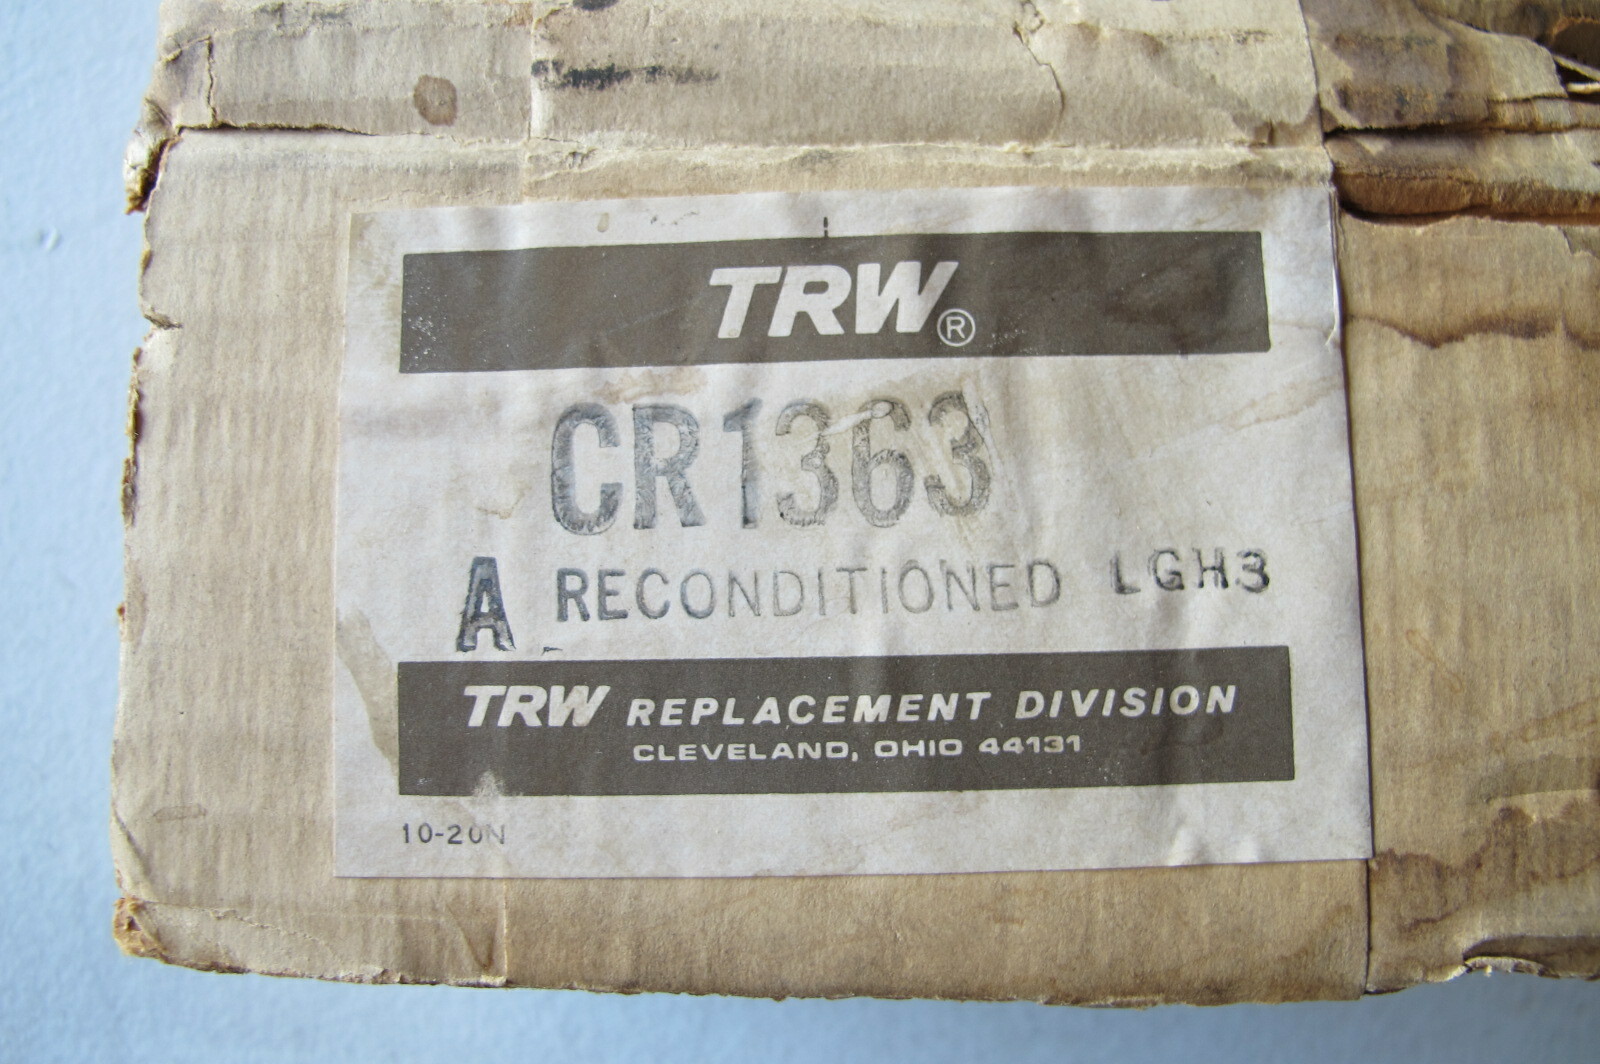 TRW®
CR1363
A RECONDITIONED LGH3
TRW REPLACEMENT DIVISION
CLEVELAND, OHIO 44131
10-20N